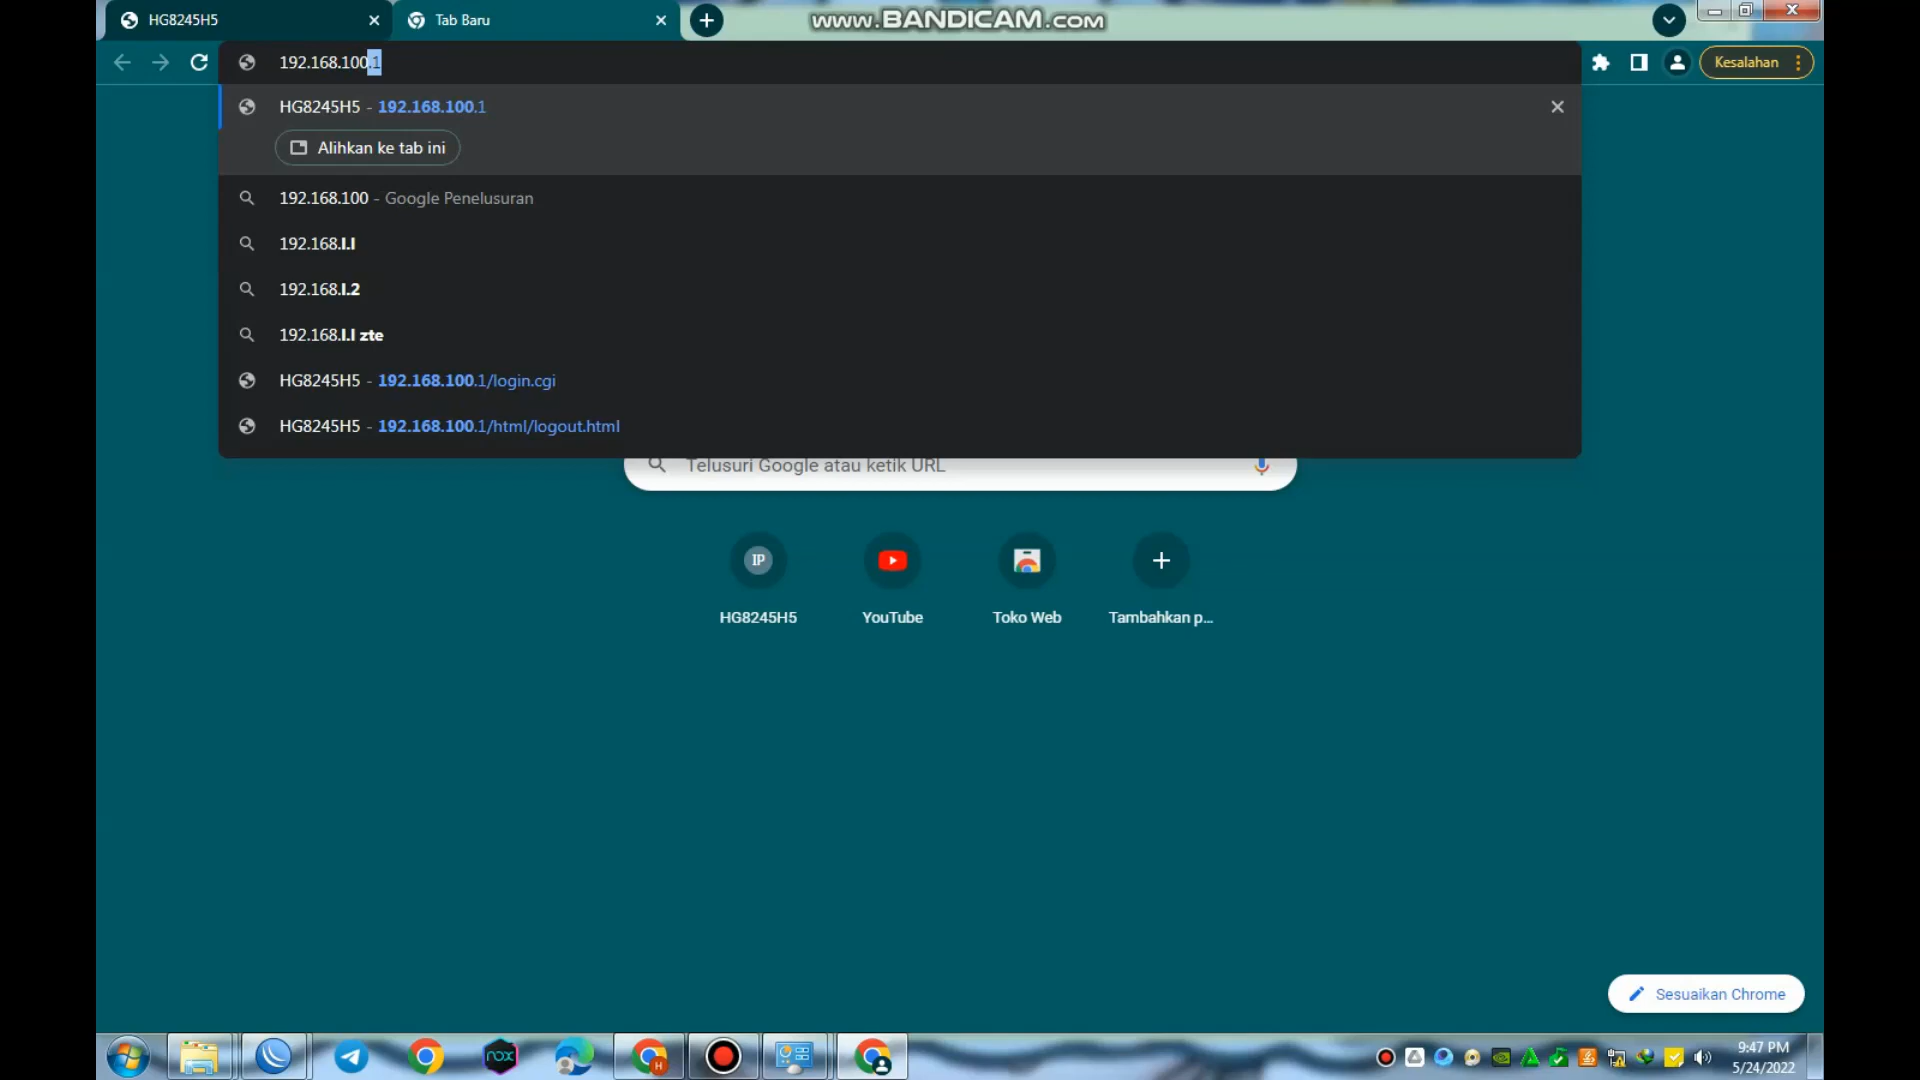 HG8245H5
Tab Baru
www.BANDICAM.com
192.168.100.1
Kesalahan
HG8245H5 - 192.168.100.1
Alihkan ke tab ini
192.168.100 - Google Penelusuran
192.168.l.l
192.168.l.2
192.168.l.l zte
HG8245H5 - 192.168.100.1/login.cgi
HG8245H5 - 192.168.100.1/html/logout.html
Telusuri Google atau ketik URL
IP
HG8245H5
YouTube
Toko Web
Tambahkan p...
Sesuaikan Chrome
nox
H
9:47 PM
5/24/2022